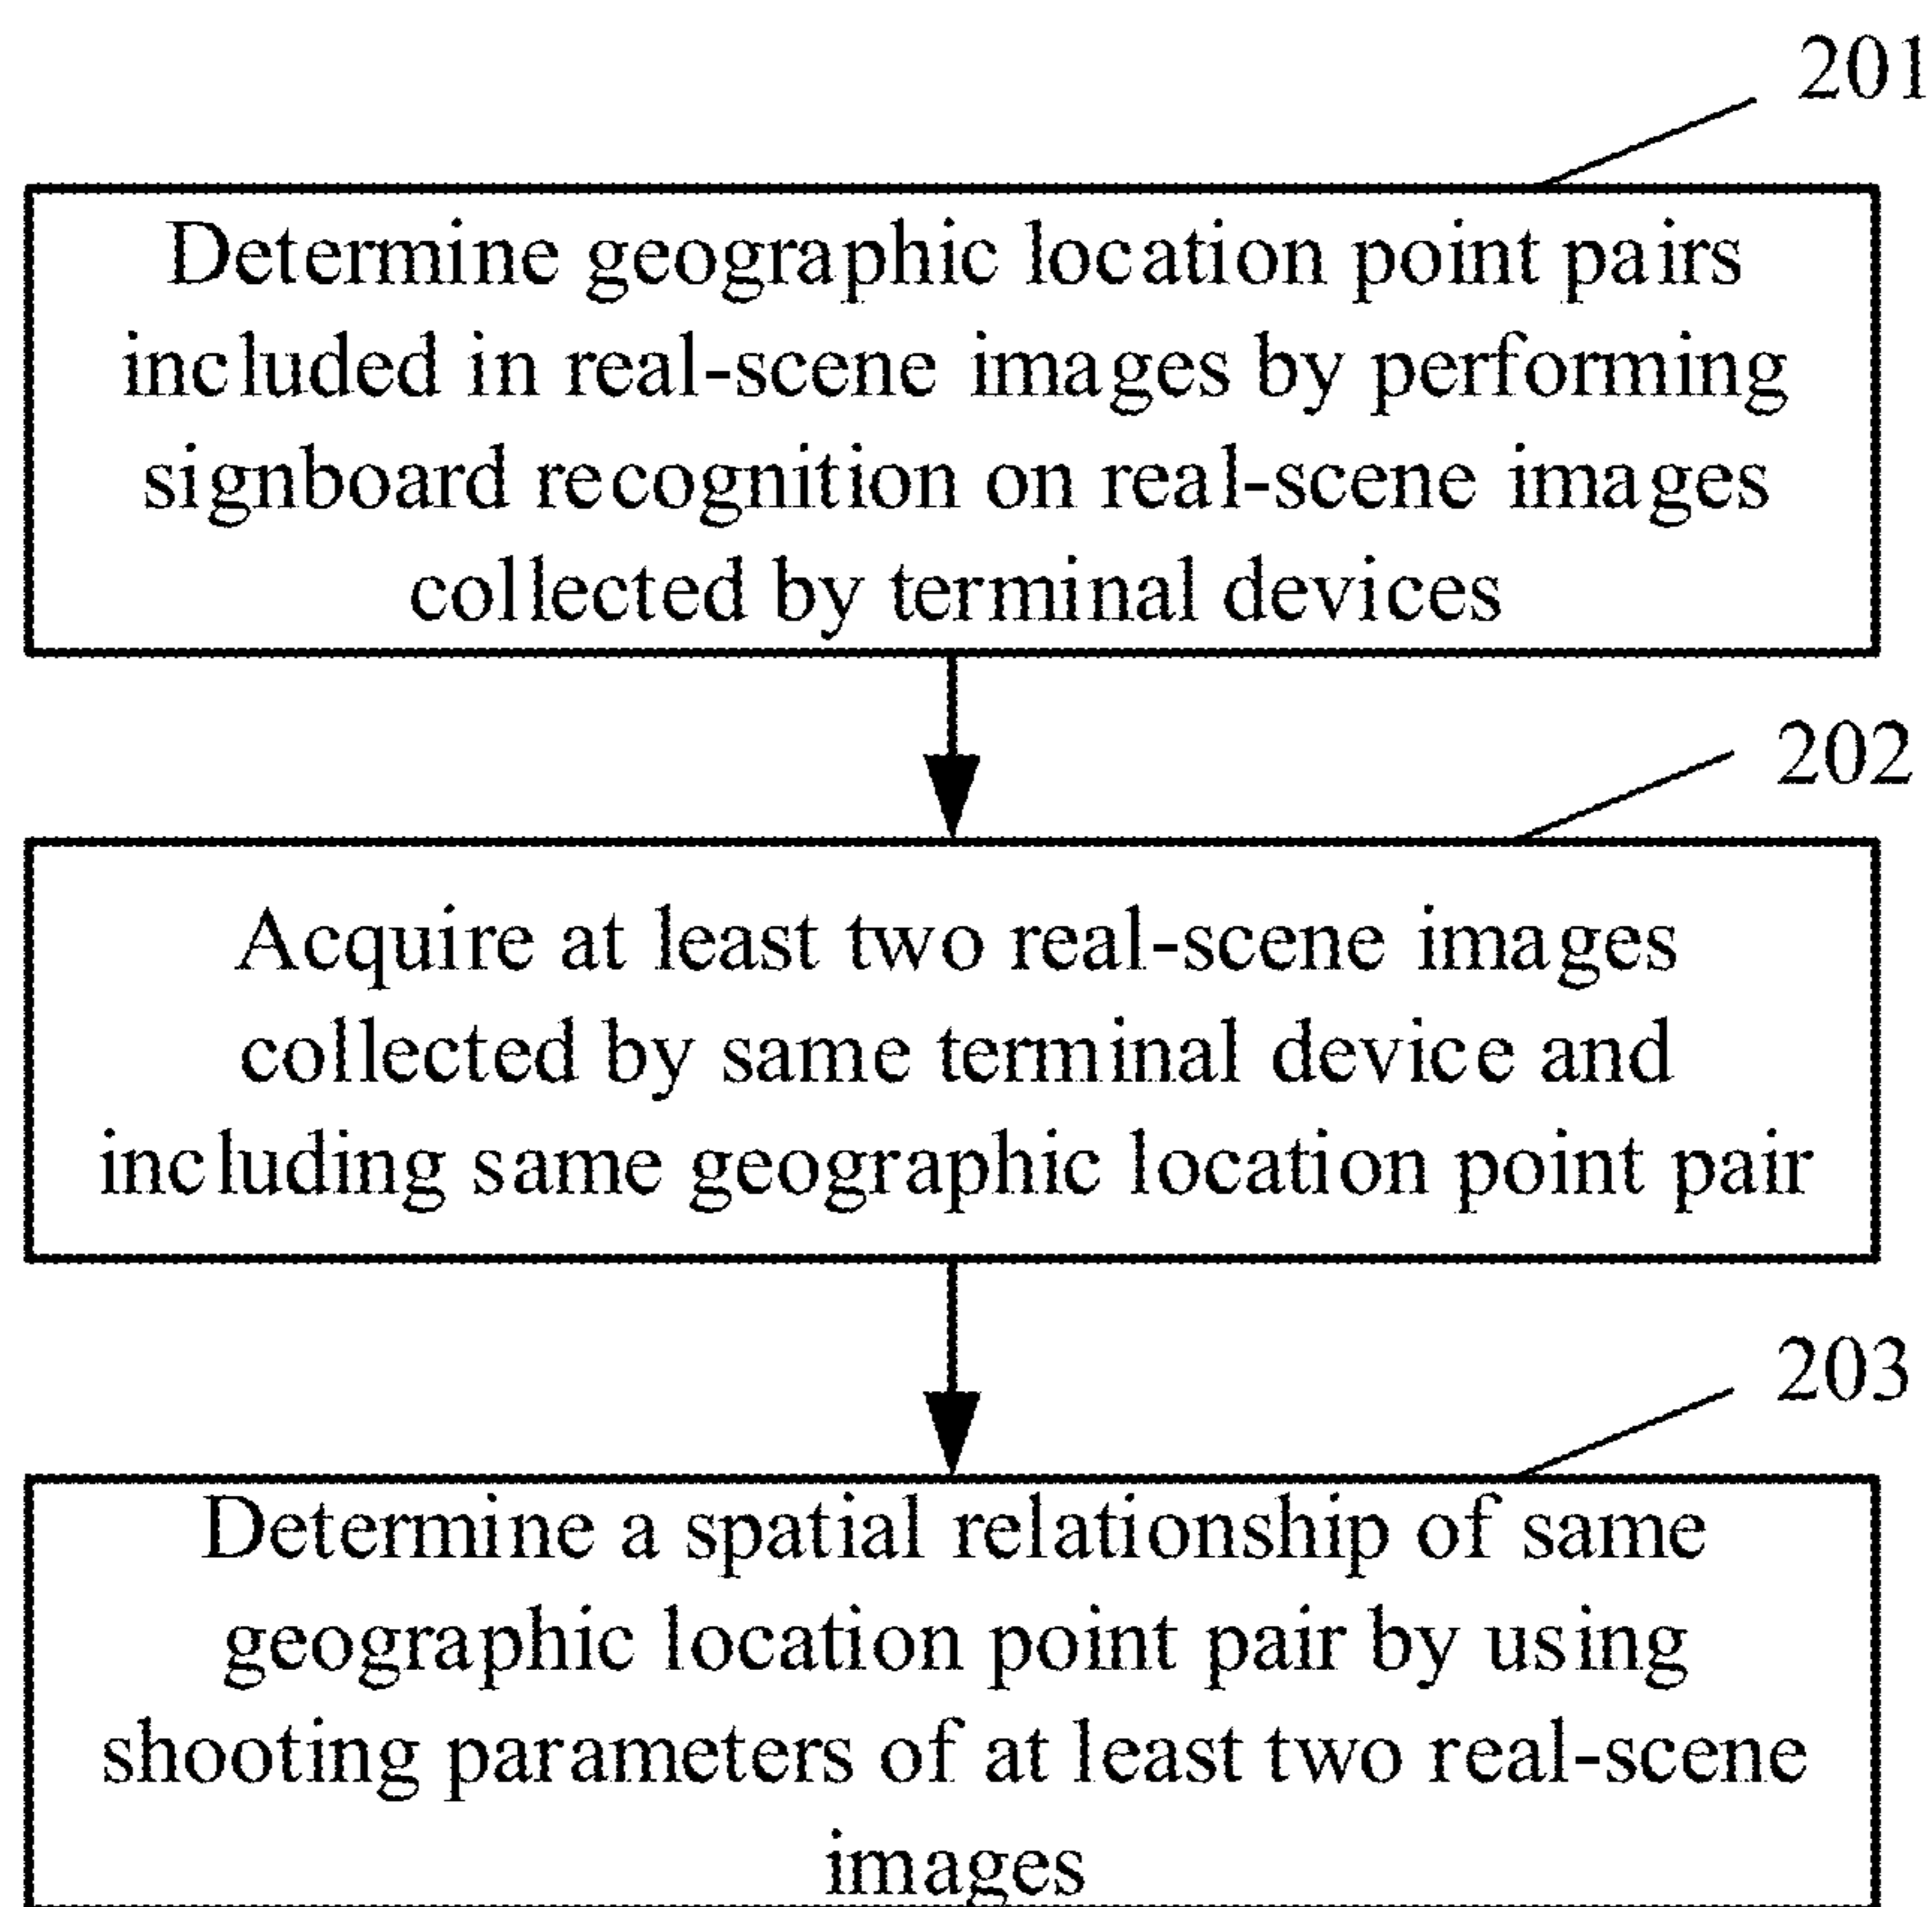 201
Determine geographic location point pairs
included in real-scene images by performing
signboard recognition on real-scene images
collected by terminal devices
202
Acquire at least two real-scene images
collected by same terminal device and
including same geographic location point pair
203
Determine a spatial relationship of same
geographic location point pair by using
shooting parameters of at least two real-scene
images